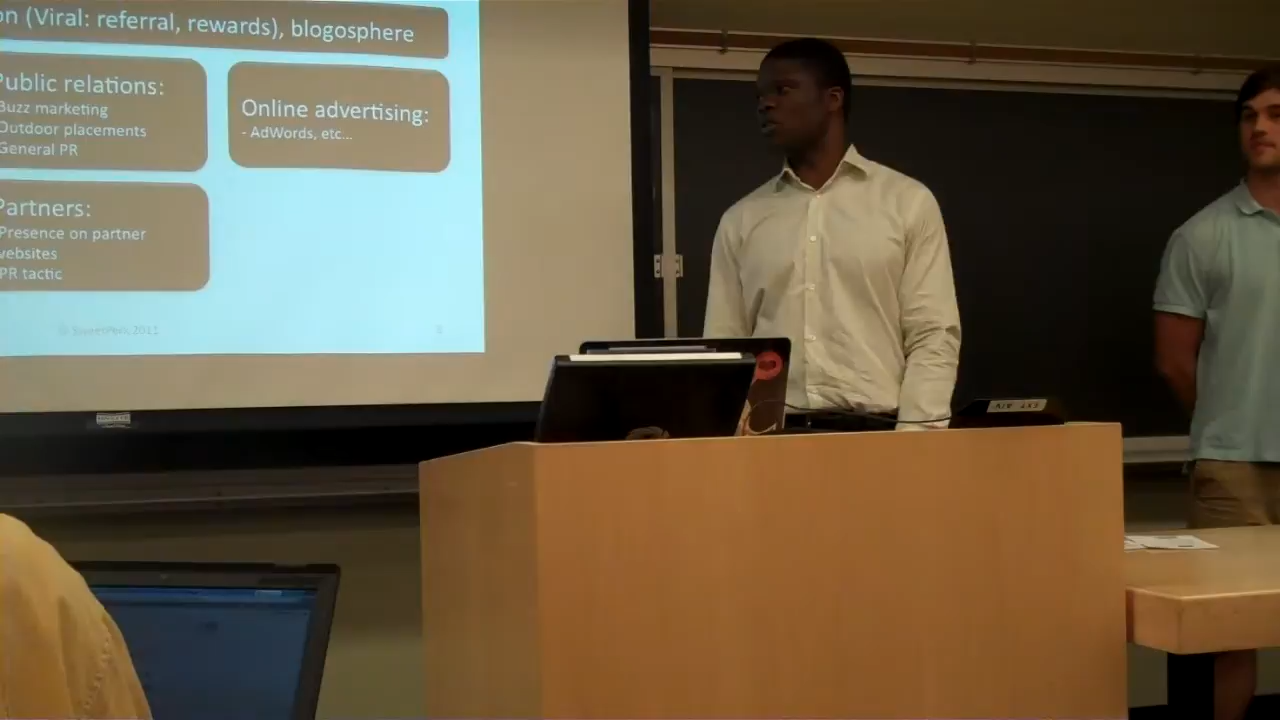 on (Viral: referral, rewards), blogosphere
Public relations:
Buzz marketing
Outdoor placements
General PR
Online advertising:
- AdWords, etc...
Partners:
Presence on partner
websites
PR tactic
2011